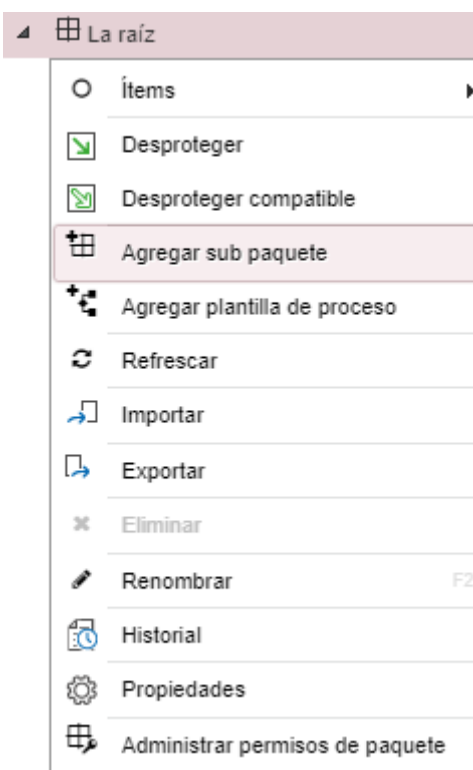 La raíz
Ítems
Desproteger
Desproteger compatible
Agregar sub paquete
Agregar plantilla de proceso
Refrescar
Importar
Exportar
Eliminar
Renombrar F2
Historial
Propiedades
Administrar permisos de paquete